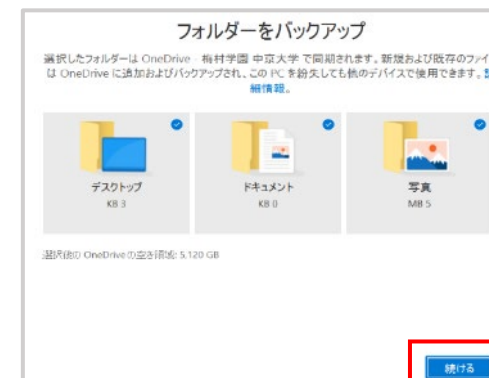 フォルダーをバックアップ
選択したフォルダーは OneDrive - 梅村学園 中京大学 で同期されます。新規および既存のファイ
は OneDrive に追加およびバックアップされ、この PC を紛失しても他のデバイスで使用できます。詳
細情報。
デスクトップ
KB 3
ドキュメント
KB 0
写真
MB 5
選択後の OneDrive の空き領域: 5,120 GB
続ける